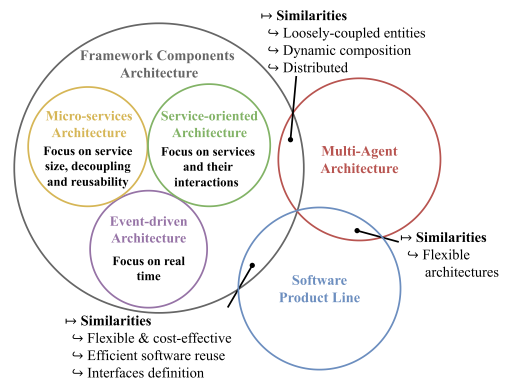 ↦ Similarities
↪ Loosely-coupled entities
↪ Dynamic composition
↪ Distributed
Framework Components
Architecture
Micro-services
Architecture
Focus on service
size, decoupling
and reusability
Service-oriented
Architecture
Focus on services
and their
interactions
Multi-Agent
Architecture
Event-driven
Architecture
Focus on real
time
↦ Similarities
↪ Flexible
architectures
Software
Product Line
↦ Similarities
↪ Flexible & cost-effective
↪ Efficient software reuse
↪ Interfaces definition